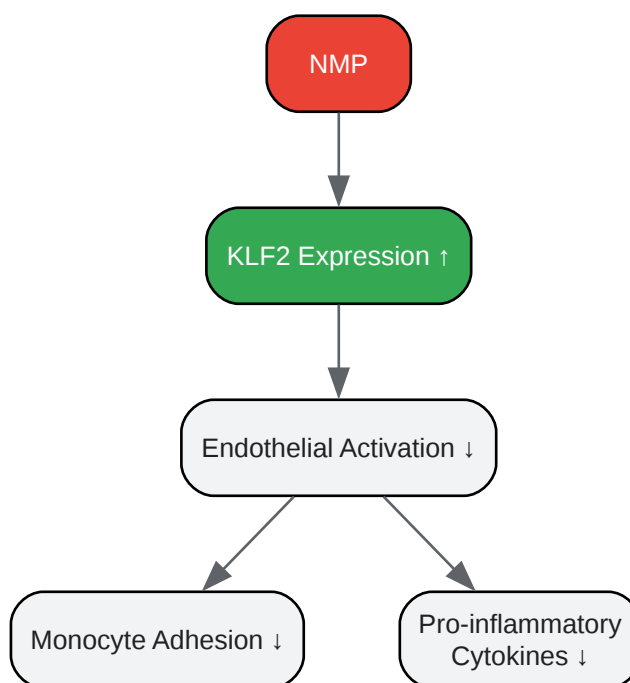 NMP
KLF2 Expression ↑
Endothelial Activation ↓
Monocyte Adhesion ↓
Pro-inflammatory
Cytokines ↓